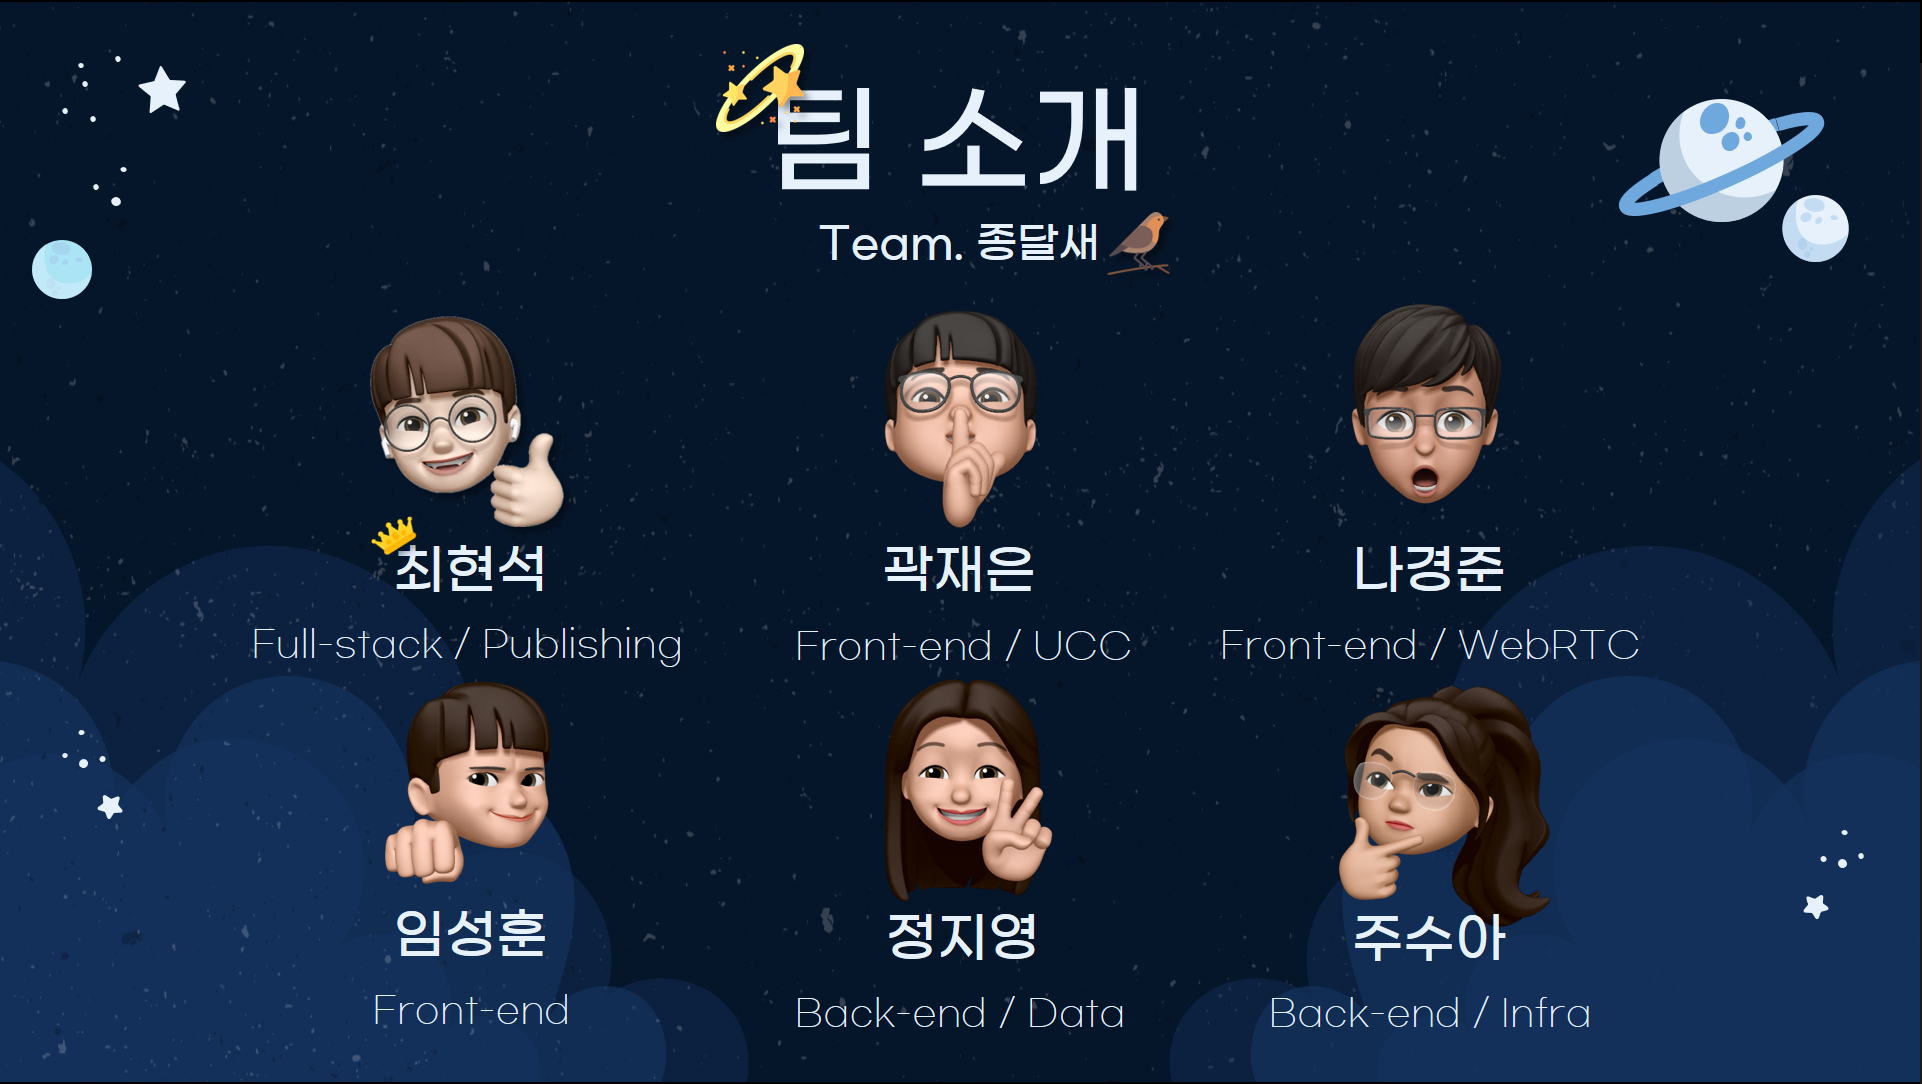 팀 소개
Team. 종달새
최현석
Full-stack / Publishing
곽재은
Front-end / UCC
나경준
Front-end / WebRTC
임성훈
Front-end
정지영
Back-end / Data
주수아
Back-end / Infra